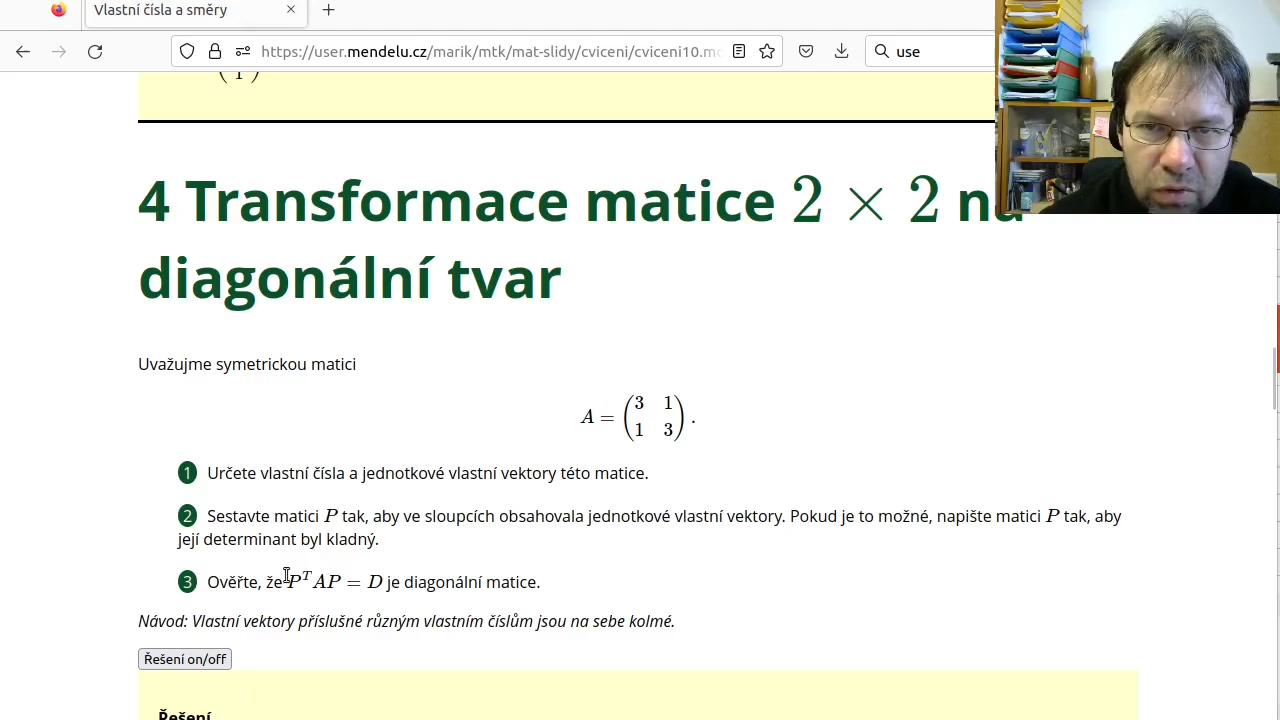 Vlastní čísla a směry
https://user.mendelu.cz/marik/mtk/mat-slidy/cviceni/cviceni10.m
use
4 Transformace matice 2 × 2 n
diagonální tvar
Uvažujme symetrickou matici
A = ( 3 1
1 3 ) .
1 Určete vlastní čísla a jednotkové vlastní vektory této matice.
2 Sestavte matici P tak, aby ve sloupcích obsahovala jednotkové vlastní vektory. Pokud je to možné, napište matici P tak, aby
její determinant byl kladný.
3 Ověřte, že P^T AP = D je diagonální matice.
Návod: Vlastní vektory příslušné různým vlastním číslům jsou na sebe kolmé.
Řešení on/off
Řešení